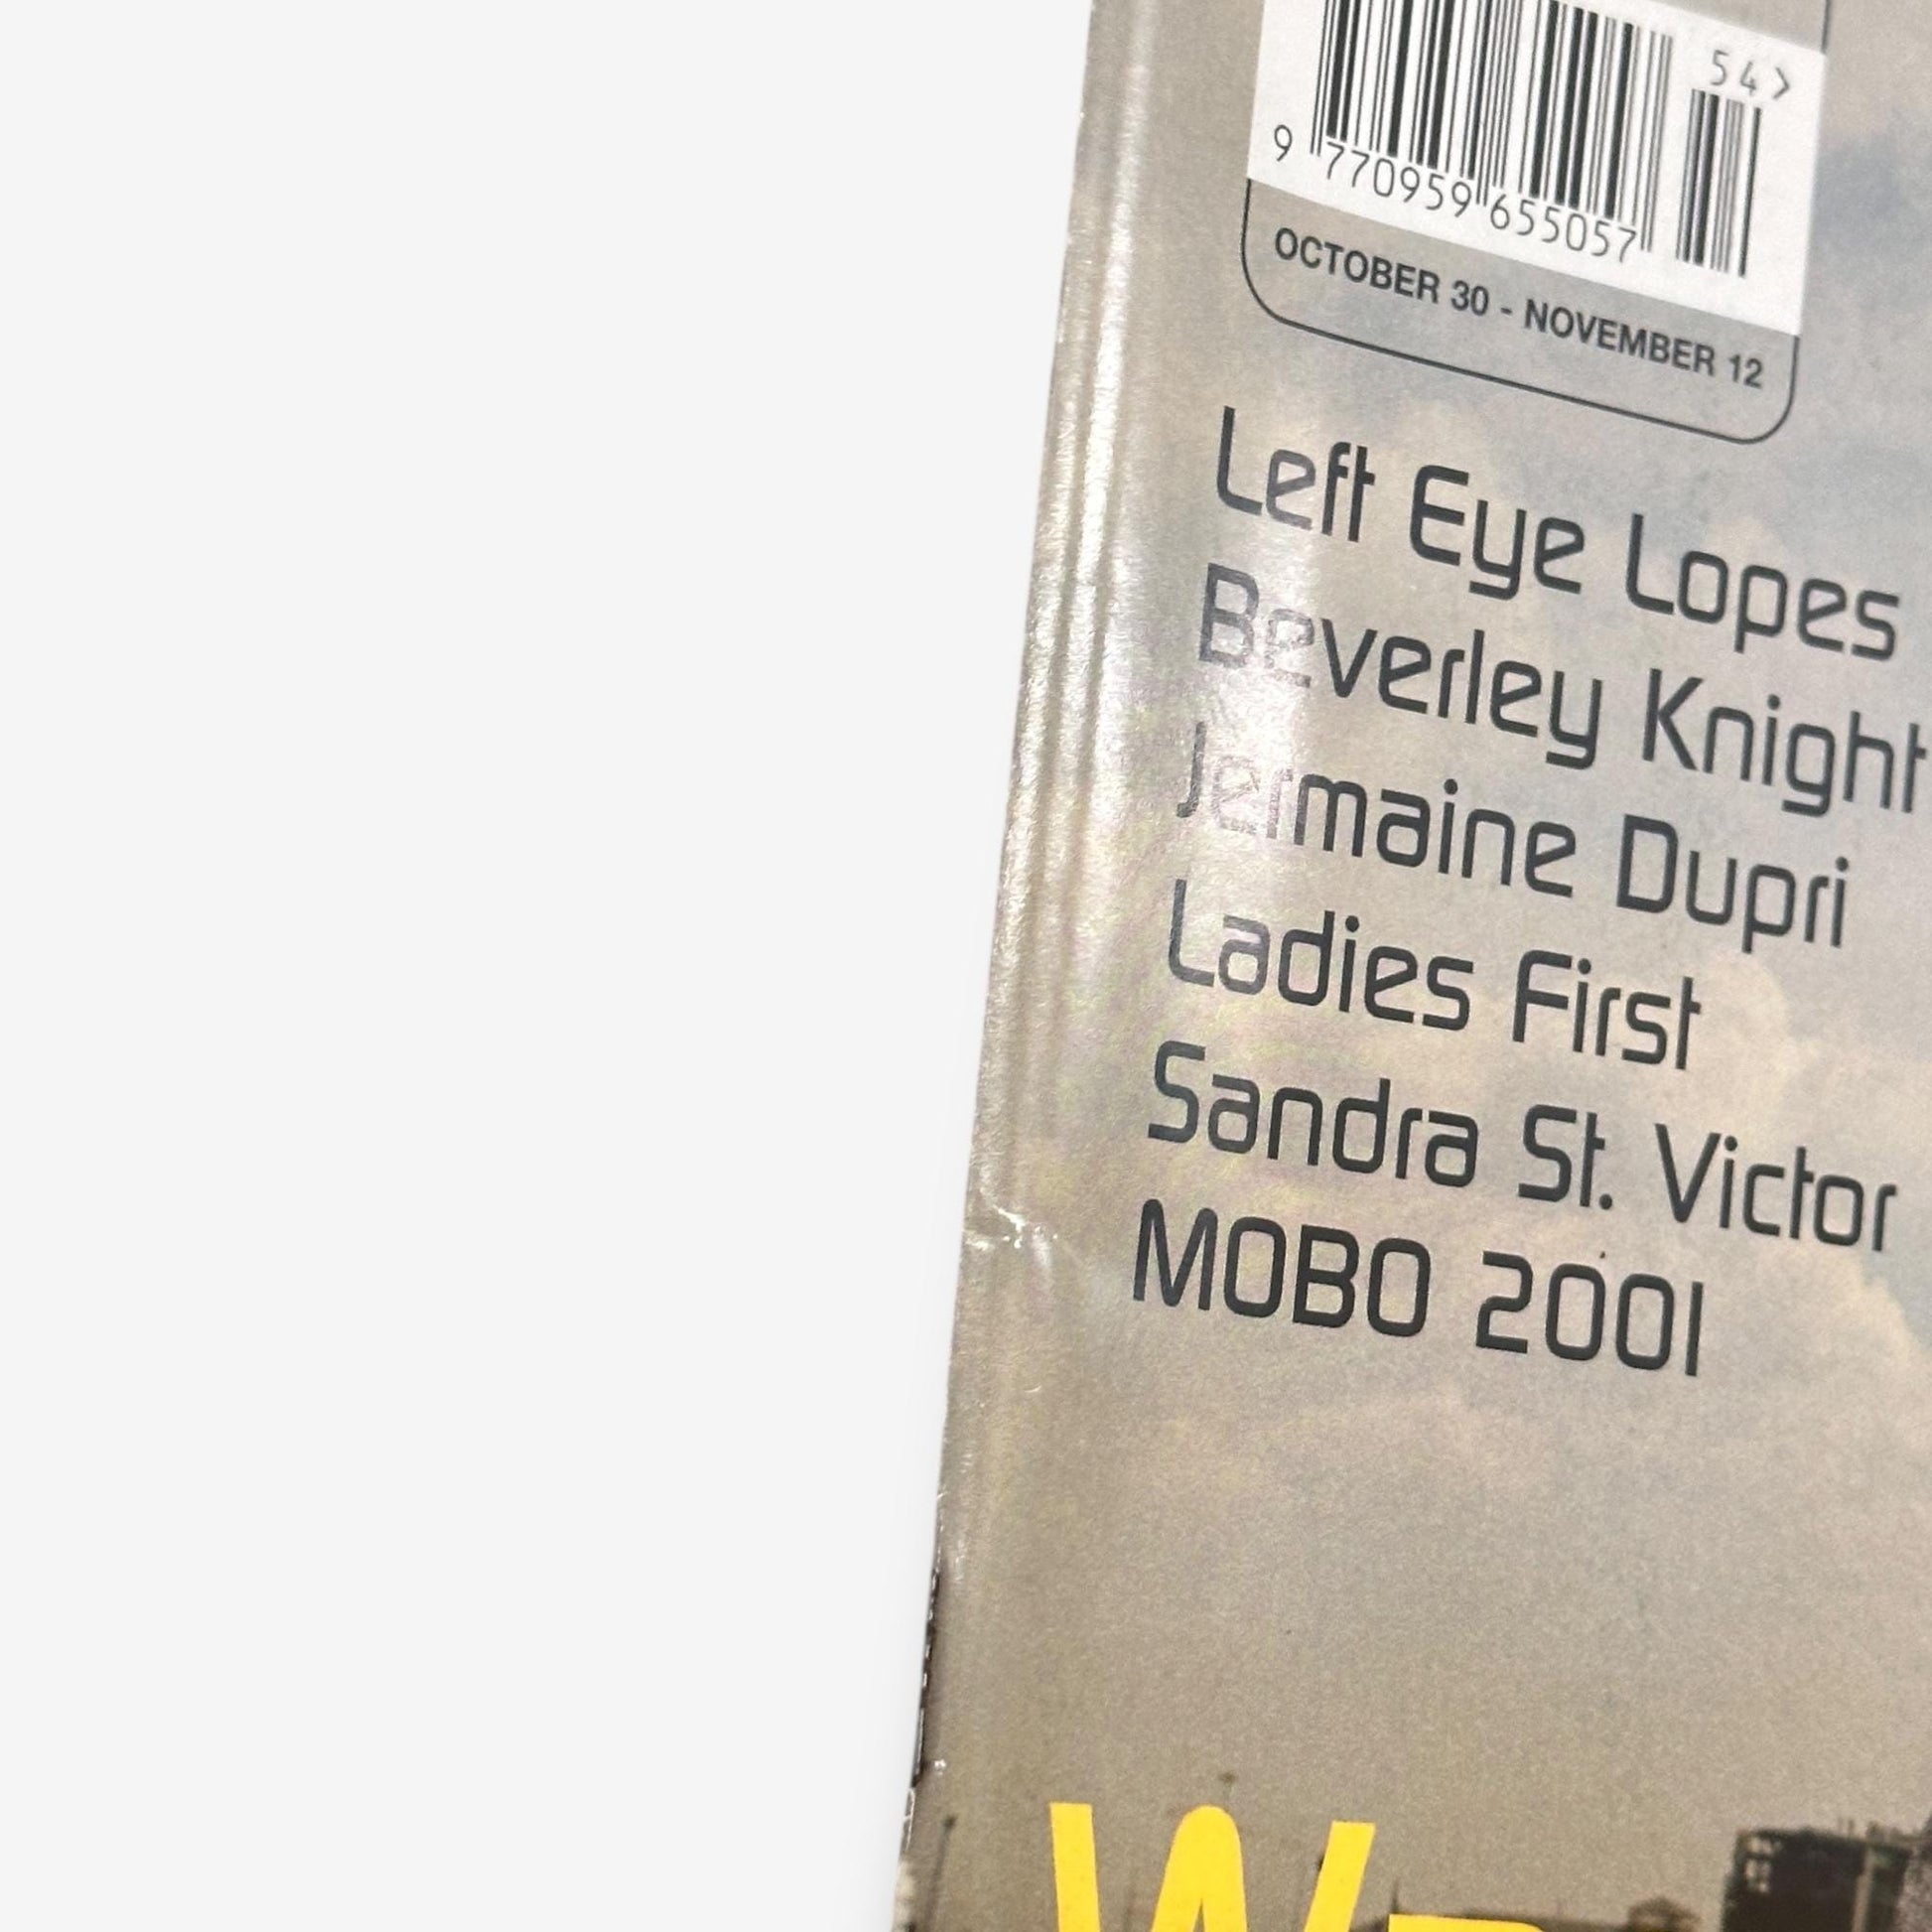 54>
9 770959 655057
OCTOBER 30 - NOVEMBER 12
Left Eye Lopes
Beverley Knight
Jermaine Dupri
Ladies First
Sandra St. Victor
MOBO 2001